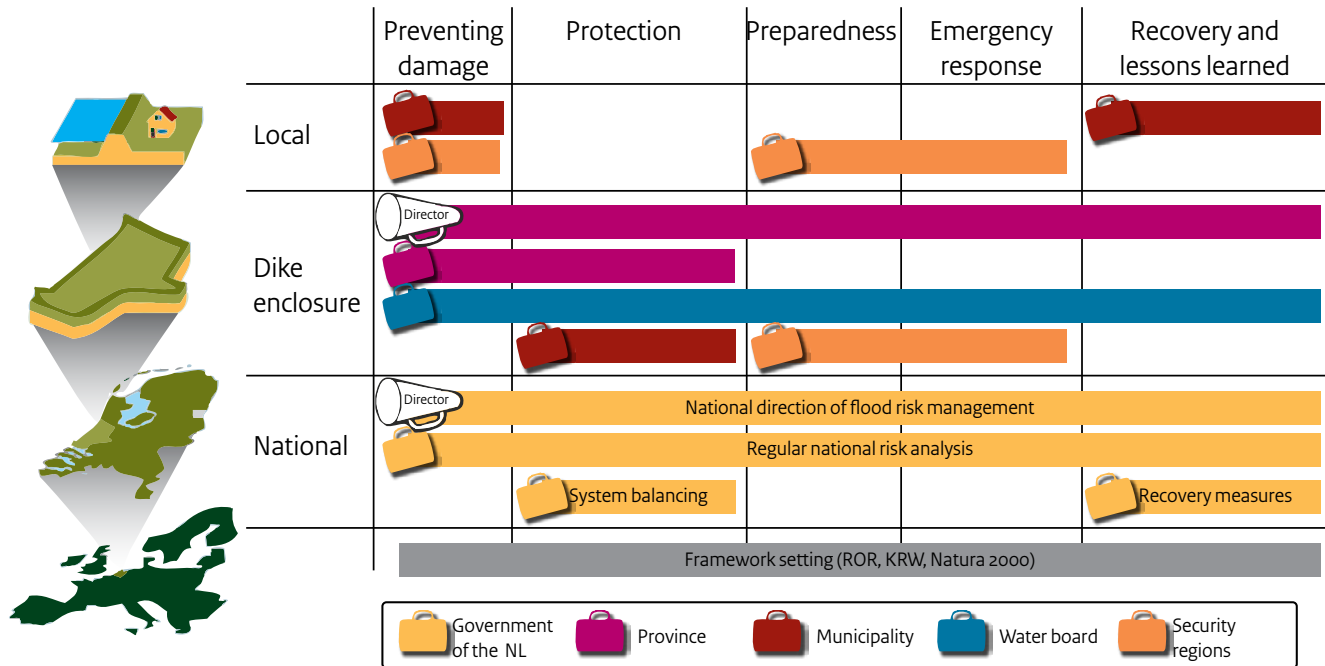 Preventing
damage
Protection
Preparedness
Emergency
response
Recovery and
lessons learned
Local
Dike
enclosure
Director
National
Director
National direction of flood risk management
Regular national risk analysis
System balancing
Recovery measures
Framework setting (ROR, KRW, Natura 2000)
Government
of the NL
Province
Municipality
Water board
Security
regions